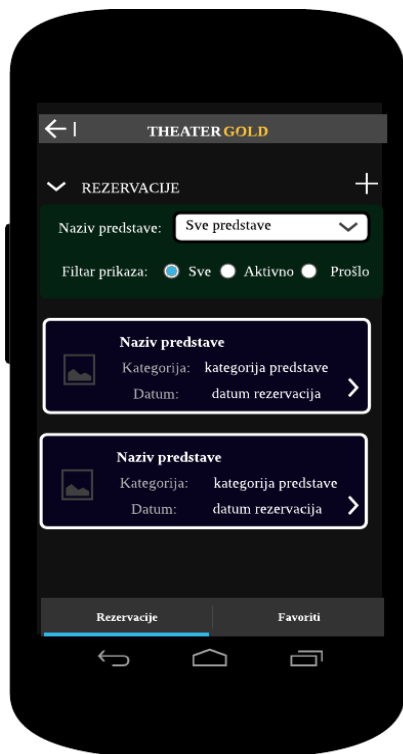 THEATER GOLD
REZERVACIJE
Naziv predstave: Sve predstave
Filtar prikaza: Sve Aktivno Prošlo
Naziv predstave
Kategorija: kategorija predstave
Datum: datum rezervacija
Naziv predstave
Kategorija: kategorija predstave
Datum: datum rezervacija
Rezervacije Favoriti